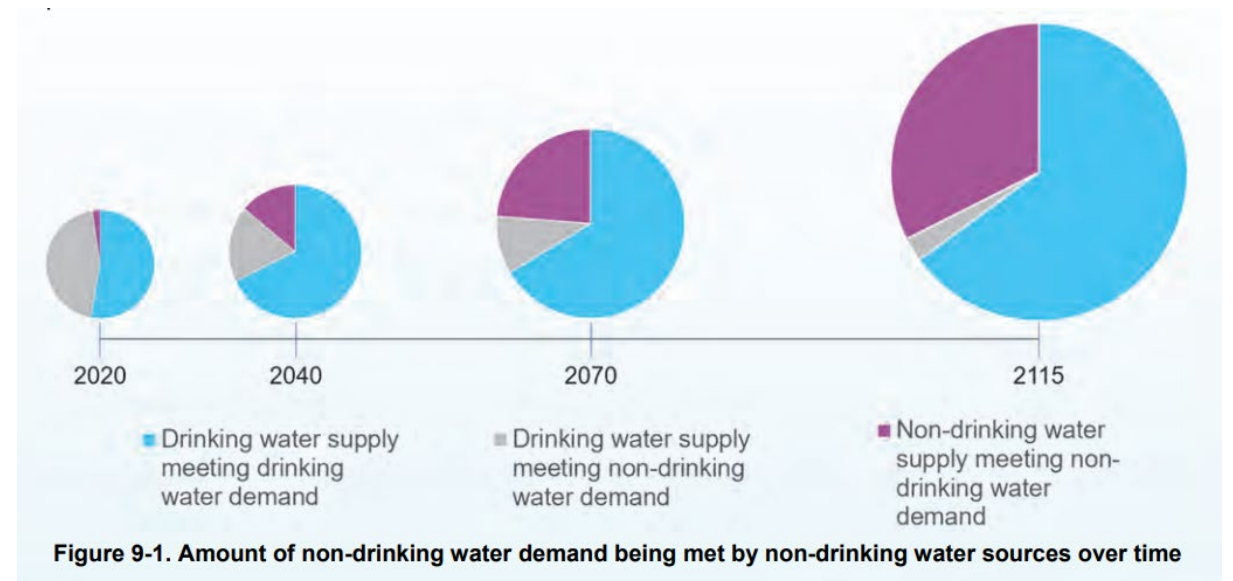 2020
2040
2070
2115
Drinking water supply
meeting drinking
water demand
Drinking water supply
meeting non-drinking
water demand
Non-drinking water
supply meeting non-
drinking water
demand
Figure 9-1. Amount of non-drinking water demand being met by non-drinking water sources over time